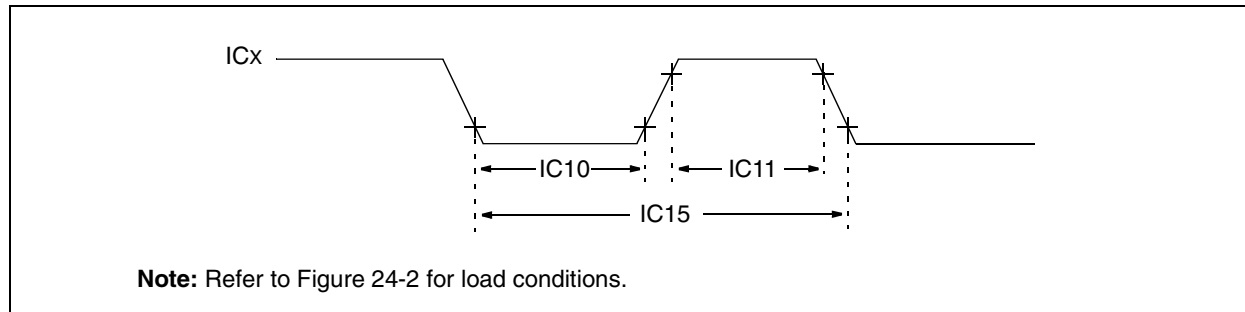 ICx
IC10
IC11
IC15
Note: Refer to Figure 24-2 for load conditions.